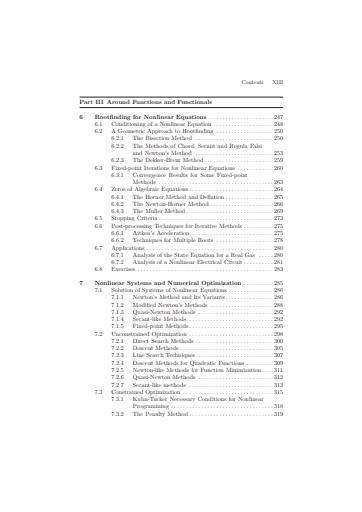 Contents XIII
Part III Around Functions and Functionals
6 Rootfinding for Nonlinear Equations . . . . . . . . . . . . . . . . . . . . . . 247
6.1 Conditioning of a Nonlinear Equation . . . . . . . . . . . . . . . . . . . . 248
6.2 A Geometric Approach to Rootfinding . . . . . . . . . . . . . . . . . . . 250
6.2.1 The Bisection Method . . . . . . . . . . . . . . . . . . . . . . . . . . . 250
6.2.2 The Methods of Chord, Secant and Regula Falsi
and Newton's Method . . . . . . . . . . . . . . . . . . . . . . . . . . . 253
6.2.3 The Dekker-Brent Method . . . . . . . . . . . . . . . . . . . . . . . 259
6.3 Fixed-point Iterations for Nonlinear Equations . . . . . . . . . . . . 260
6.3.1 Convergence Results for Some Fixed-point
Methods . . . . . . . . . . . . . . . . . . . . . . . . . . . . . . . . . . . . . 263
6.4 Zeros of Algebraic Equations . . . . . . . . . . . . . . . . . . . . . . . . . . . 264
6.4.1 The Horner Method and Deflation . . . . . . . . . . . . . . . . 265
6.4.2 The Newton-Horner Method . . . . . . . . . . . . . . . . . . . . . 266
6.4.3 The Muller Method . . . . . . . . . . . . . . . . . . . . . . . . . . . . . 269
6.5 Stopping Criteria . . . . . . . . . . . . . . . . . . . . . . . . . . . . . . . . . . . . . 273
6.6 Post-processing Techniques for Iterative Methods . . . . . . . . . . 275
6.6.1 Aitken's Acceleration . . . . . . . . . . . . . . . . . . . . . . . . . . . . 275
6.6.2 Techniques for Multiple Roots . . . . . . . . . . . . . . . . . . . . 278
6.7 Applications . . . . . . . . . . . . . . . . . . . . . . . . . . . . . . . . . . . . . . . . . 280
6.7.1 Analysis of the State Equation for a Real Gas . . . . . 280
6.7.2 Analysis of a Nonlinear Electrical Circuit . . . . . . . . . . 281
6.8 Exercises . . . . . . . . . . . . . . . . . . . . . . . . . . . . . . . . . . . . . . . . . . . . 283
7 Nonlinear Systems and Numerical Optimization . . . . . . . . . . 285
7.1 Solution of Systems of Nonlinear Equations . . . . . . . . . . . . . . . 286
7.1.1 Newton's Method and Its Variants . . . . . . . . . . . . . . . . 286
7.1.2 Modified Newton's Methods . . . . . . . . . . . . . . . . . . . . . 288
7.1.3 Quasi-Newton Methods . . . . . . . . . . . . . . . . . . . . . . . . . 292
7.1.4 Secant-like Methods . . . . . . . . . . . . . . . . . . . . . . . . . . . . 292
7.1.5 Fixed-point Methods . . . . . . . . . . . . . . . . . . . . . . . . . . . . 295
7.2 Unconstrained Optimization . . . . . . . . . . . . . . . . . . . . . . . . . . . 298
7.2.1 Direct Search Methods . . . . . . . . . . . . . . . . . . . . . . . . . . 300
7.2.2 Descent Methods . . . . . . . . . . . . . . . . . . . . . . . . . . . . . . . 305
7.2.3 Line Search Techniques . . . . . . . . . . . . . . . . . . . . . . . . . 307
7.2.4 Descent Methods for Quadratic Functions . . . . . . . . . 309
7.2.5 Newton-like Methods for Function Minimization . . . . 311
7.2.6 Quasi-Newton Methods . . . . . . . . . . . . . . . . . . . . . . . . . 312
7.2.7 Secant-like methods . . . . . . . . . . . . . . . . . . . . . . . . . . . . 313
7.3 Constrained Optimization . . . . . . . . . . . . . . . . . . . . . . . . . . . . . 315
7.3.1 Kuhn-Tucker Necessary Conditions for Nonlinear
Programming . . . . . . . . . . . . . . . . . . . . . . . . . . . . . . . . . . 318
7.3.2 The Penalty Method . . . . . . . . . . . . . . . . . . . . . . . . . . . . 319